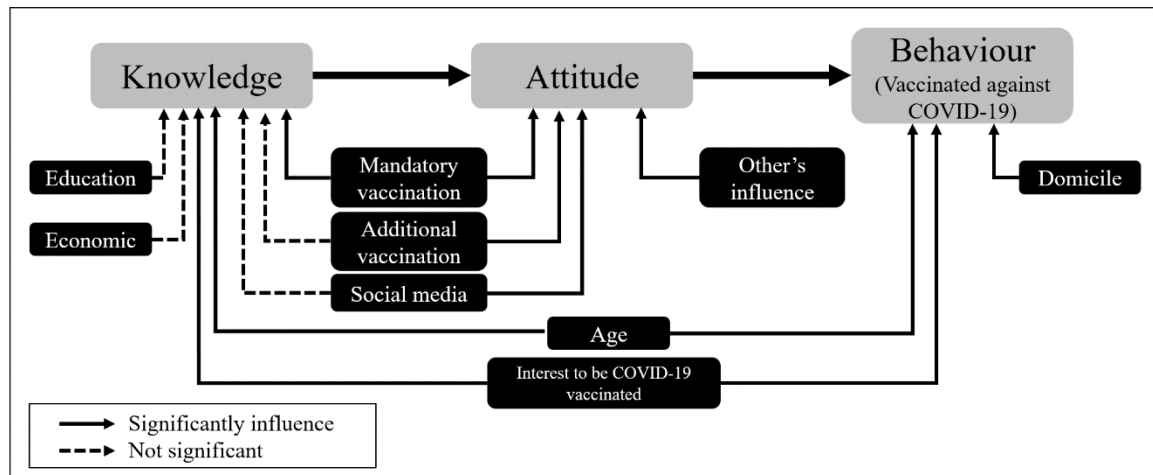 Knowledge
Attitude
Behaviour
(Vaccinated against
COVID-19)
Education
Economic
Mandatory
vaccination
Additional
vaccination
Social media
Other's
influence
Domicile
Age
Interest to be COVID-19
vaccinated
Significantly influence
Not significant